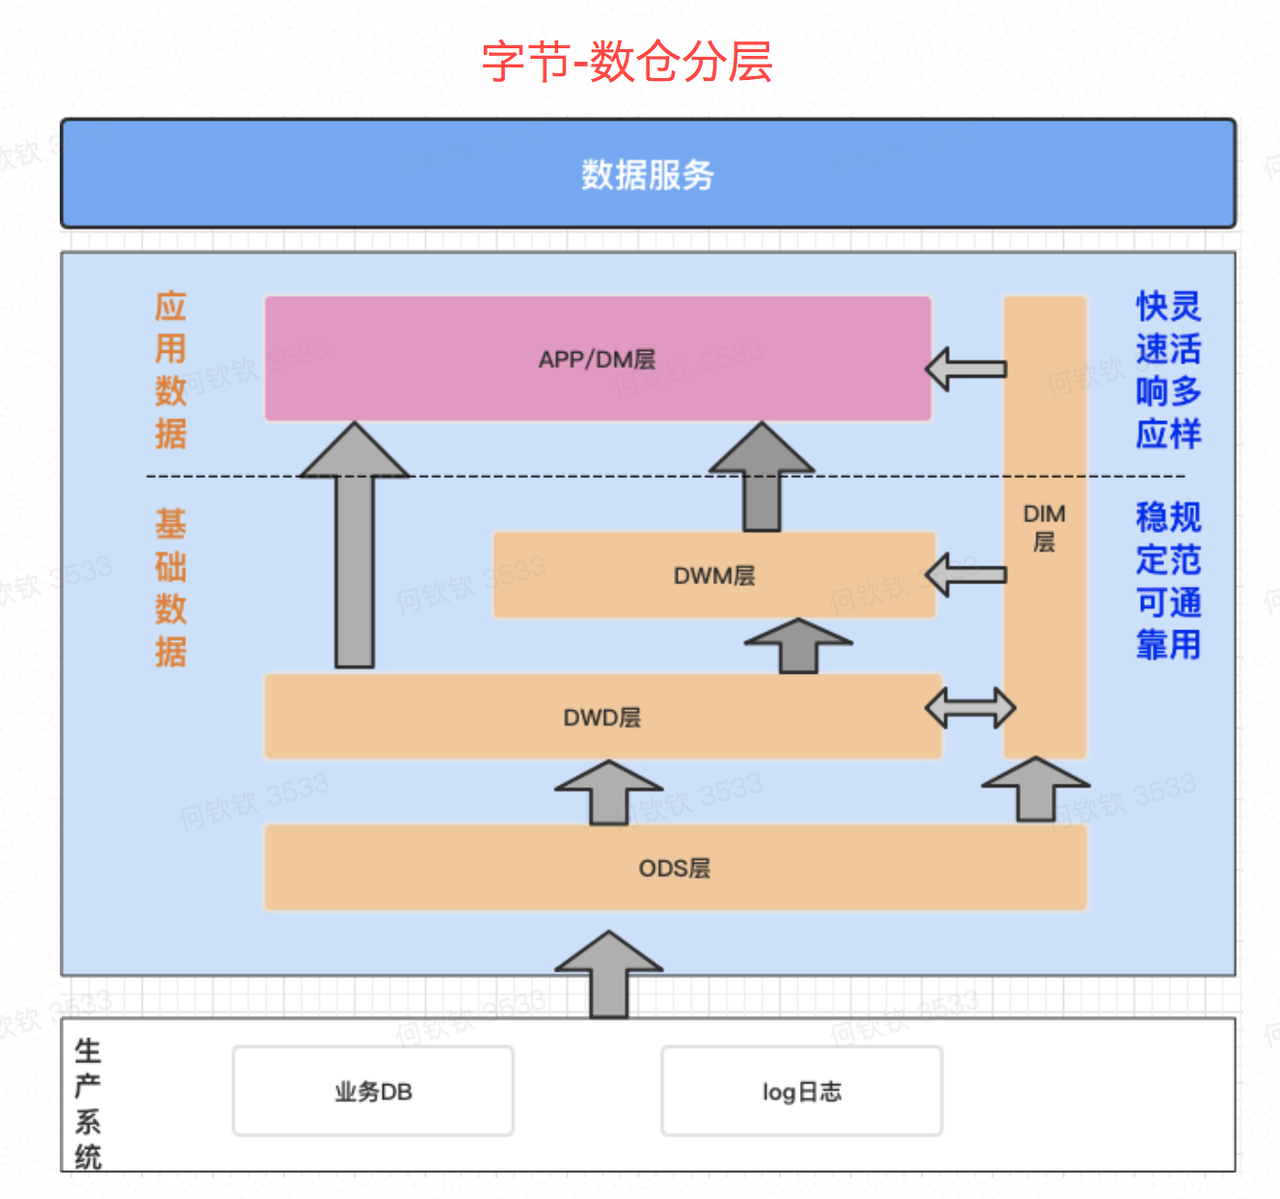 字节-数仓分层
数据服务
应用数据
APP/DM层
快速响应
灵活多样
基础数据
DWM层
DIM
层
稳定可靠
规范通用
DWD层
ODS层
生产系统
业务DB
log日志
何钦钦 3533